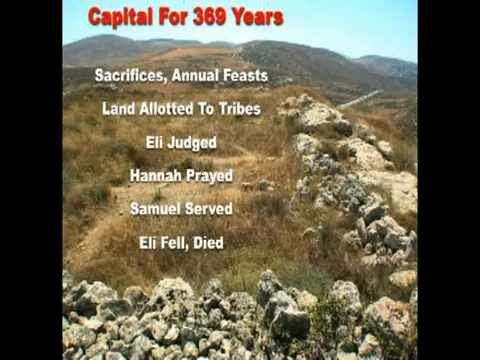 Capital For 369 Years
Sacrifices, Annual Feasts
Land Allotted To Tribes
Eli Judged
Hannah Prayed
Samuel Served
Eli Fell, Died